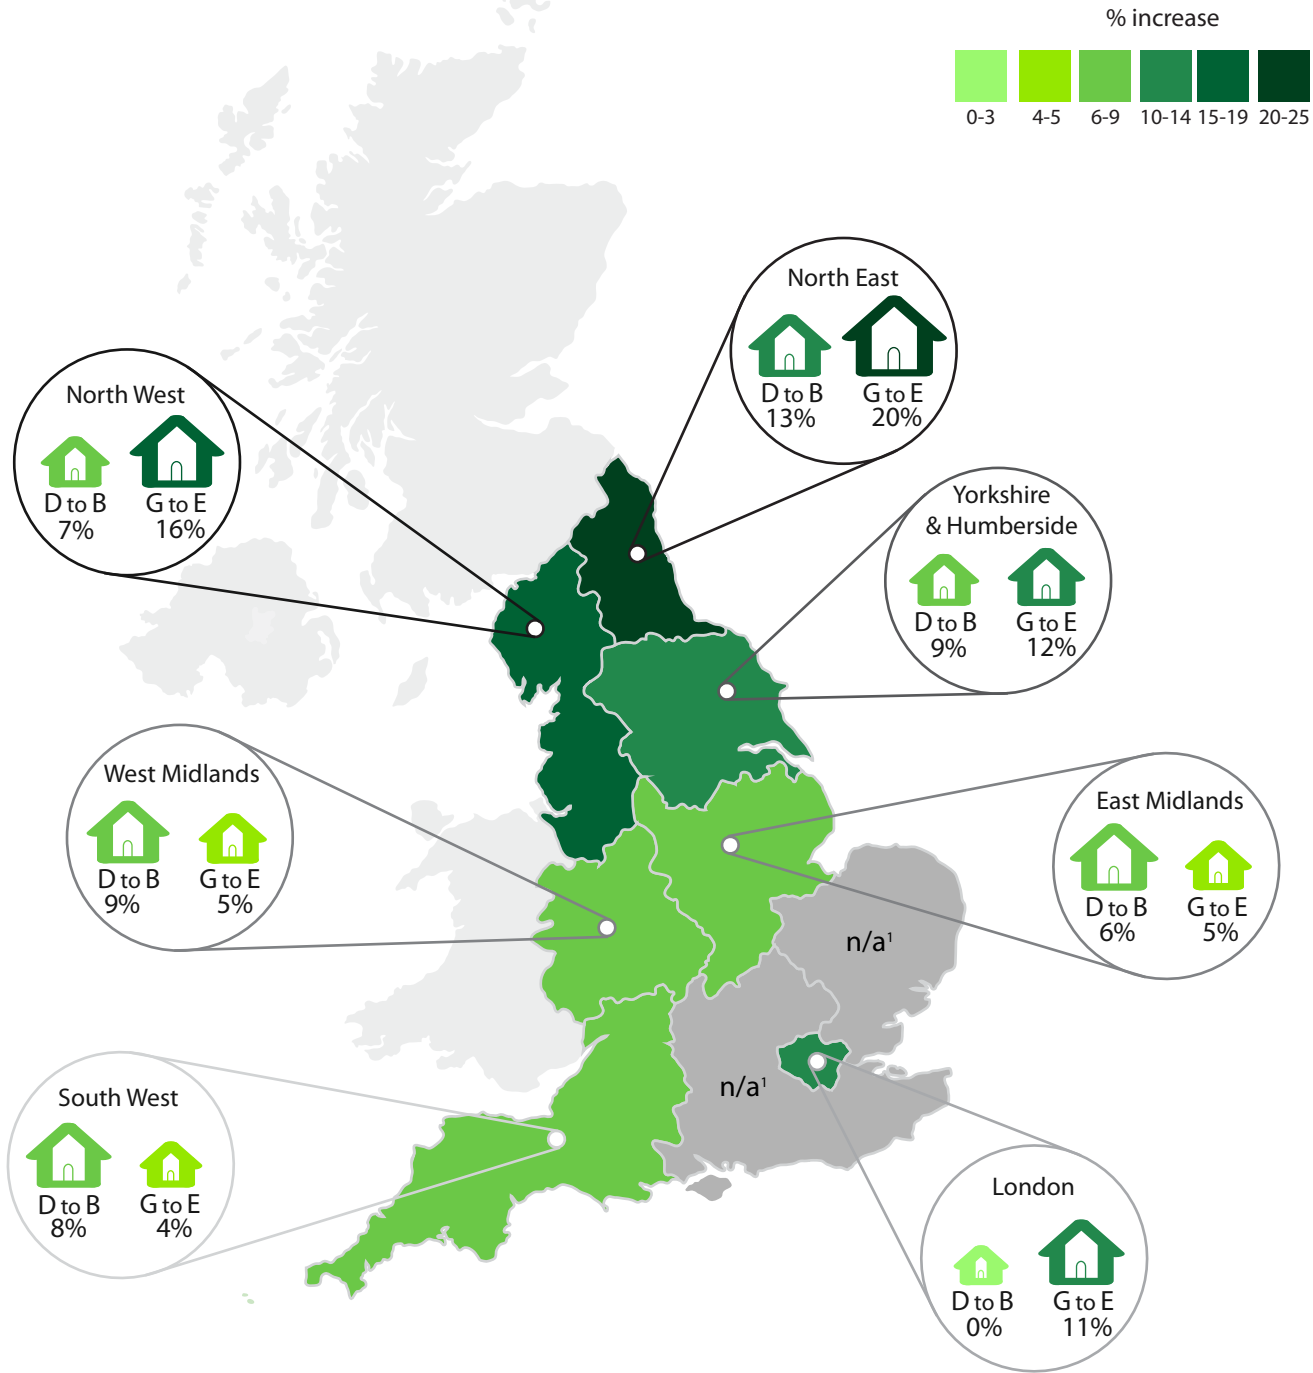 % increase
0-3 4-5 6-9 10-14 15-19 20-25
North East
D to B G to E
13% 20%
North West
D to B G to E
7% 16%
Yorkshire
& Humberside
D to B G to E
9% 12%
West Midlands
D to B G to E
9% 5%
East Midlands
D to B G to E
6% 5%
n/a¹
n/a¹
South West
D to B G to E
8% 4%
London
D to B G to E
0% 11%